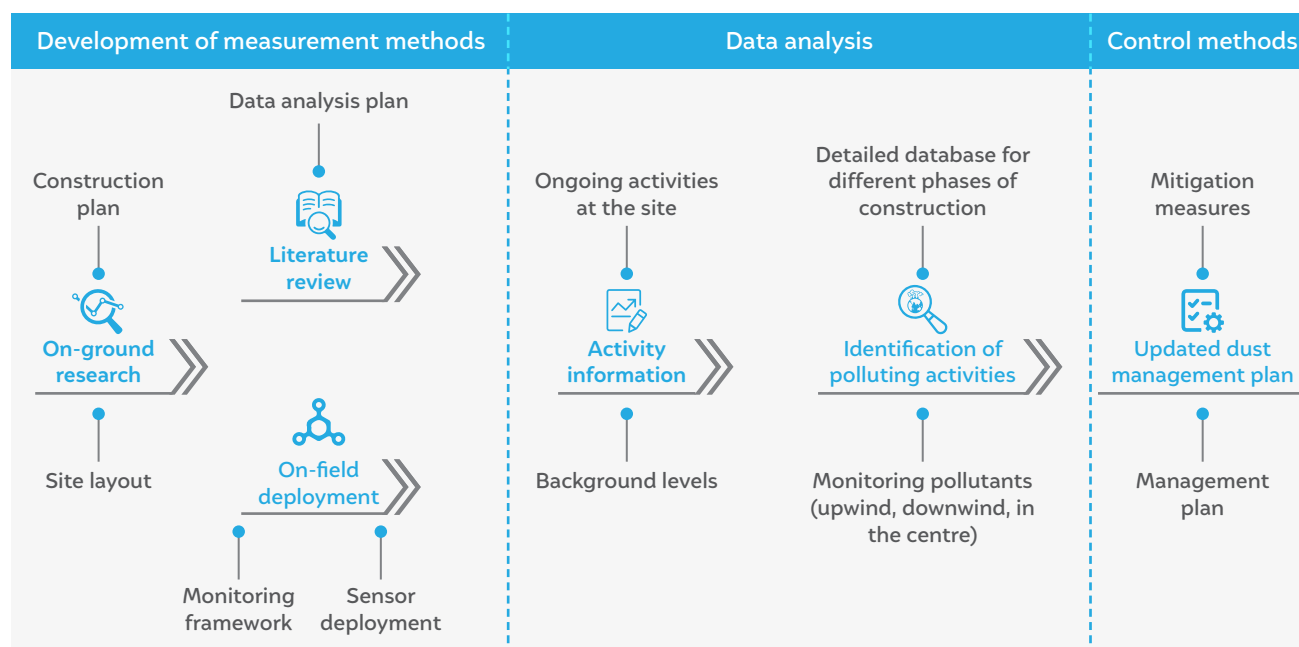 Development of measurement methods
Data analysis
Control methods
Data analysis plan
Literature
review
Construction
plan
On-ground
research
Site layout
On-field
deployment
Monitoring
framework
Sensor
deployment
Ongoing activities
at the site
Activity
information
Background levels
Detailed database for
different phases of
construction
Identification of
polluting activities
Monitoring pollutants
(upwind, downwind, in
the centre)
Mitigation
measures
Updated dust
management plan
Management
plan